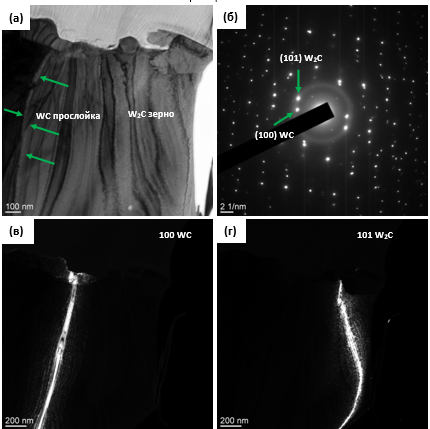 (а)
WC прослойка
W₂C зерно
100 nm
(б)
(101) W₂C
(100) WC
2 1/nm
(в)
100 WC
200 nm
(г)
101 W₂C
200 nm